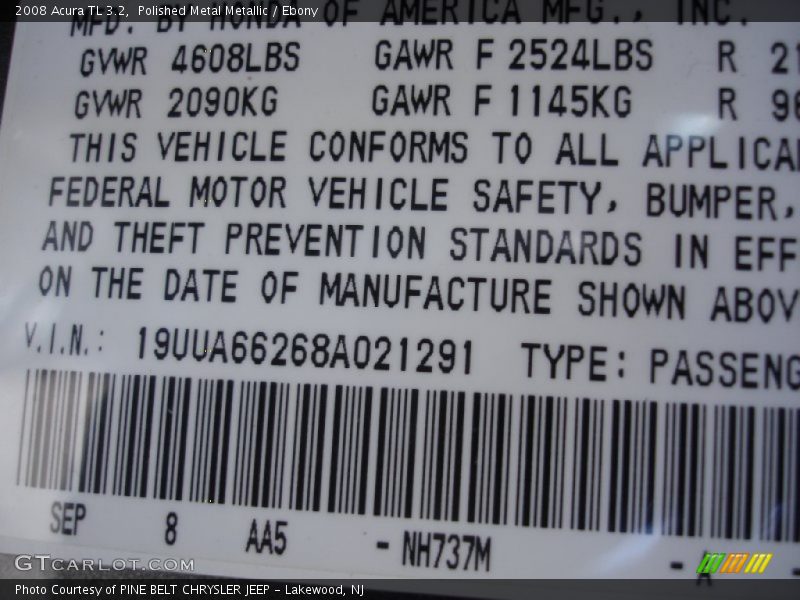 2008 Acura TL 3.2,  Polished Metal Metallic / Ebony
MFD. BY HONDA OF AMERICA MFG., INC.
GVWR 4608LBS GAWR F 2524LBS R 21
GVWR 2090KG GAWR F 1145KG R 96
THIS VEHICLE CONFORMS TO ALL APPLICA
FEDERAL MOTOR VEHICLE SAFETY, BUMPER,
AND THEFT PREVENTION STANDARDS IN EFF
ON THE DATE OF MANUFACTURE SHOWN ABOV
V.I.N.: 19UUA66268A021291 TYPE: PASSENG
SEP 8 AA5 - NH737M - A -
GTCARLOT.COM
Photo Courtesy of PINE BELT CHRYSLER JEEP - Lakewood, NJ